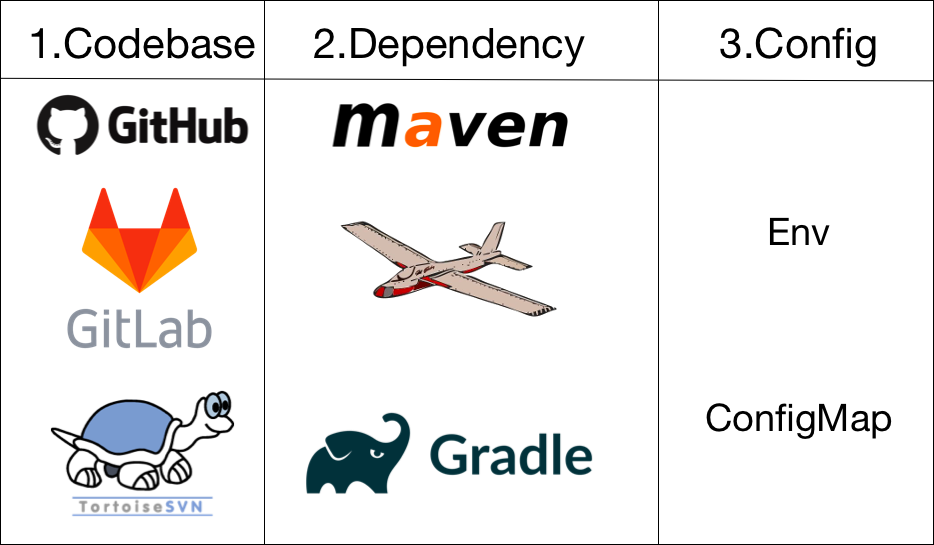 1.Codebase
2.Dependency
3.Config
GitHub
GitLab
TortoiseSVN
maven
Gradle
Env
ConfigMap